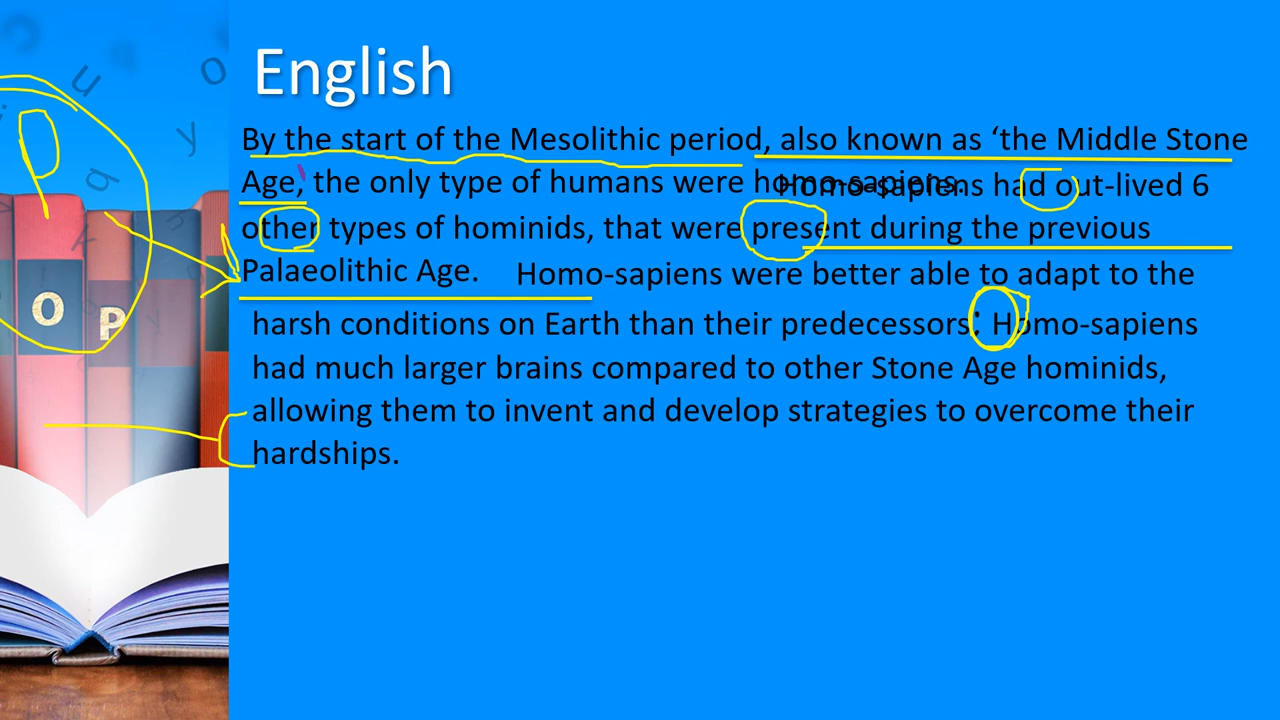 English
By the start of the Mesolithic period, also known as ‘the Middle Stone
Age, the only type of humans were homo-sapiens. Homo-sapiens had out-lived 6
other types of hominids, that were present during the previous
Palaeolithic Age. Homo-sapiens were better able to adapt to the
harsh conditions on Earth than their predecessors: Homo-sapiens
had much larger brains compared to other Stone Age hominids,
allowing them to invent and develop strategies to overcome their
hardships.
P
O P
u
o
y
q
k